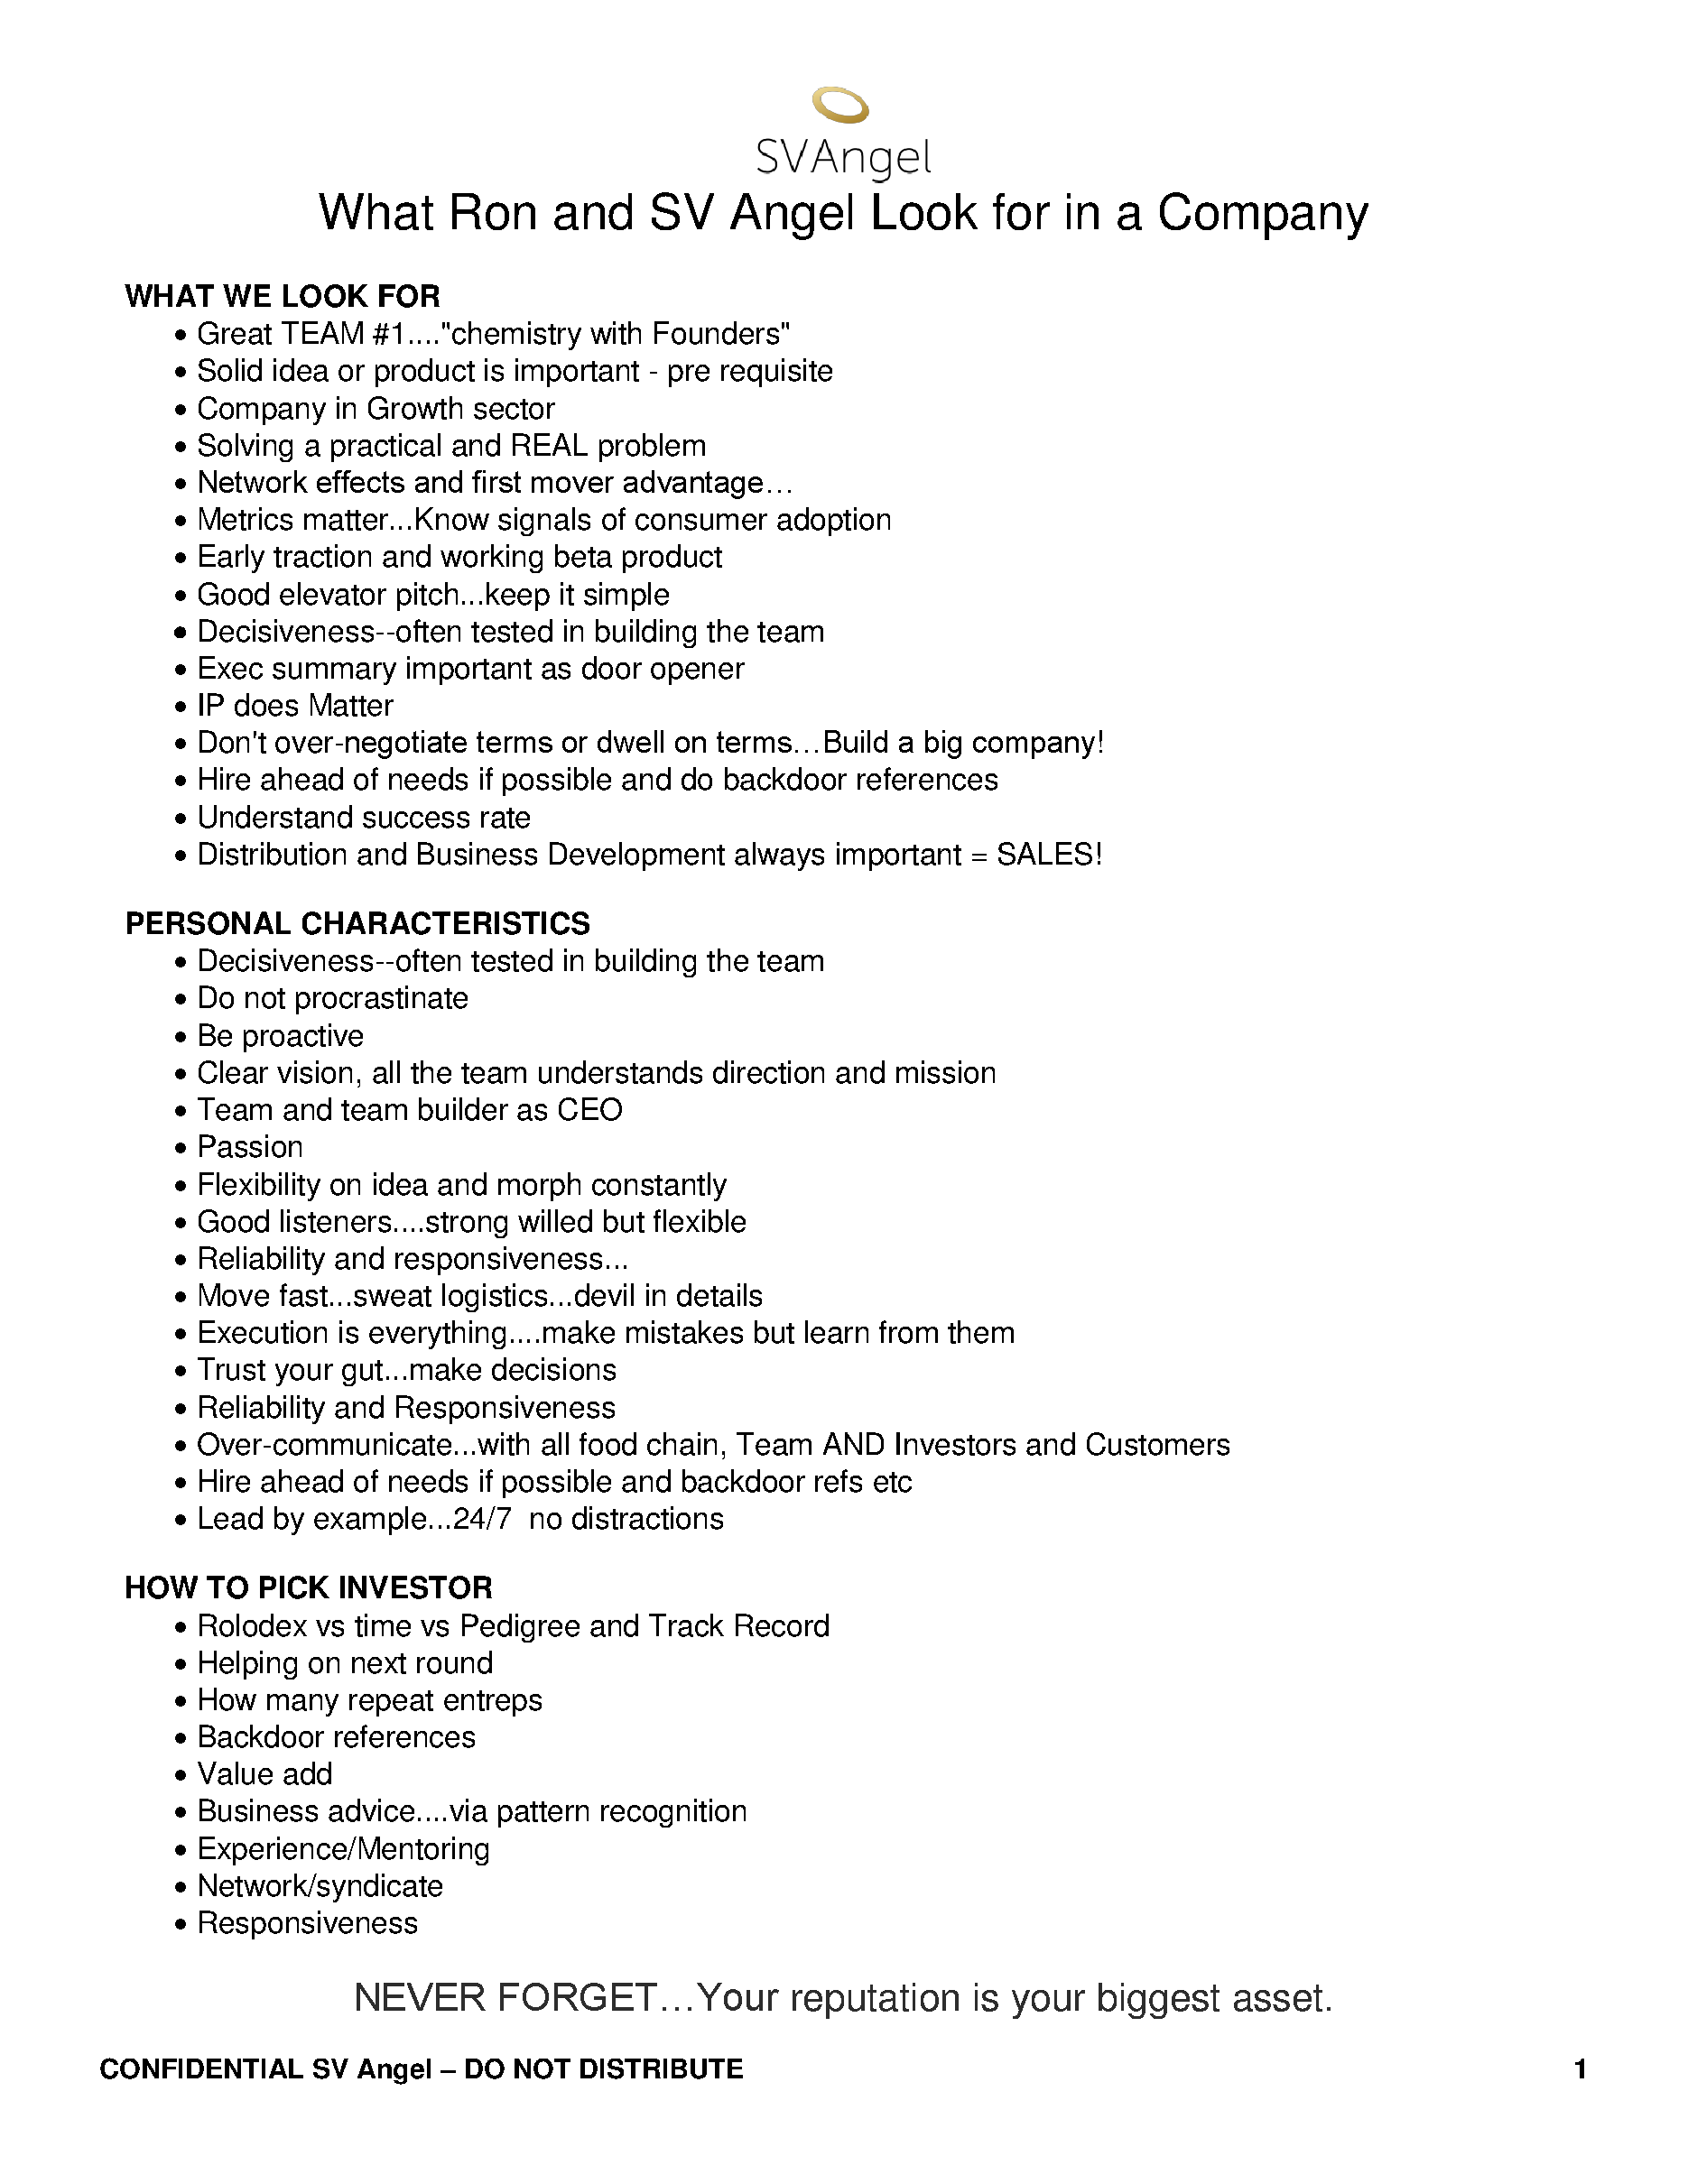 SVAngel
What Ron and SV Angel Look for in a Company
WHAT WE LOOK FOR
• Great TEAM #1...."chemistry with Founders"
• Solid idea or product is important - pre requisite
• Company in Growth sector
• Solving a practical and REAL problem
• Network effects and first mover advantage…
• Metrics matter...Know signals of consumer adoption
• Early traction and working beta product
• Good elevator pitch...keep it simple
• Decisiveness--often tested in building the team
• Exec summary important as door opener
• IP does Matter
• Don't over-negotiate terms or dwell on terms…Build a big company!
• Hire ahead of needs if possible and do backdoor references
• Understand success rate
• Distribution and Business Development always important = SALES!
PERSONAL CHARACTERISTICS
• Decisiveness--often tested in building the team
• Do not procrastinate
• Be proactive
• Clear vision, all the team understands direction and mission
• Team and team builder as CEO
• Passion
• Flexibility on idea and morph constantly
• Good listeners....strong willed but flexible
• Reliability and responsiveness...
• Move fast...sweat logistics...devil in details
• Execution is everything....make mistakes but learn from them
• Trust your gut...make decisions
• Reliability and Responsiveness
• Over-communicate...with all food chain, Team AND Investors and Customers
• Hire ahead of needs if possible and backdoor refs etc
• Lead by example...24/7  no distractions
HOW TO PICK INVESTOR
• Rolodex vs time vs Pedigree and Track Record
• Helping on next round
• How many repeat entreps
• Backdoor references
• Value add
• Business advice....via pattern recognition
• Experience/Mentoring
• Network/syndicate
• Responsiveness
NEVER FORGET…Your reputation is your biggest asset.
CONFIDENTIAL SV Angel – DO NOT DISTRIBUTE 1